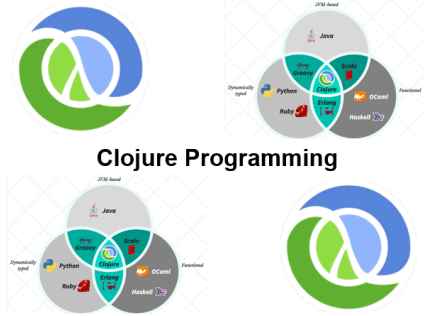 JVM-based
Java
Groovy
Scala
Clojure
Dynamically
typed
Python
Ruby
Erlang
OCaml
Haskell
Functional
Clojure Programming
JVM-based
Java
Groovy
Scala
Clojure
Dynamically
typed
Python
Ruby
Erlang
OCaml
Haskell
Functional